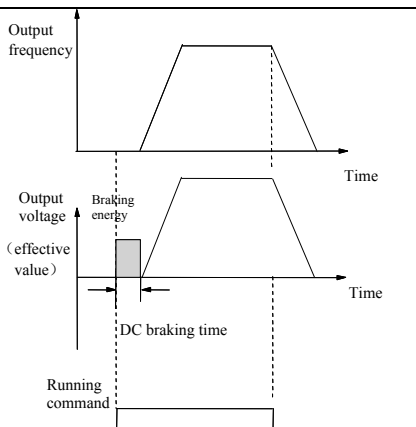 Output
frequency
Time
Output
voltage
（effective
value）
Braking
energy
Time
DC braking time
Running
command